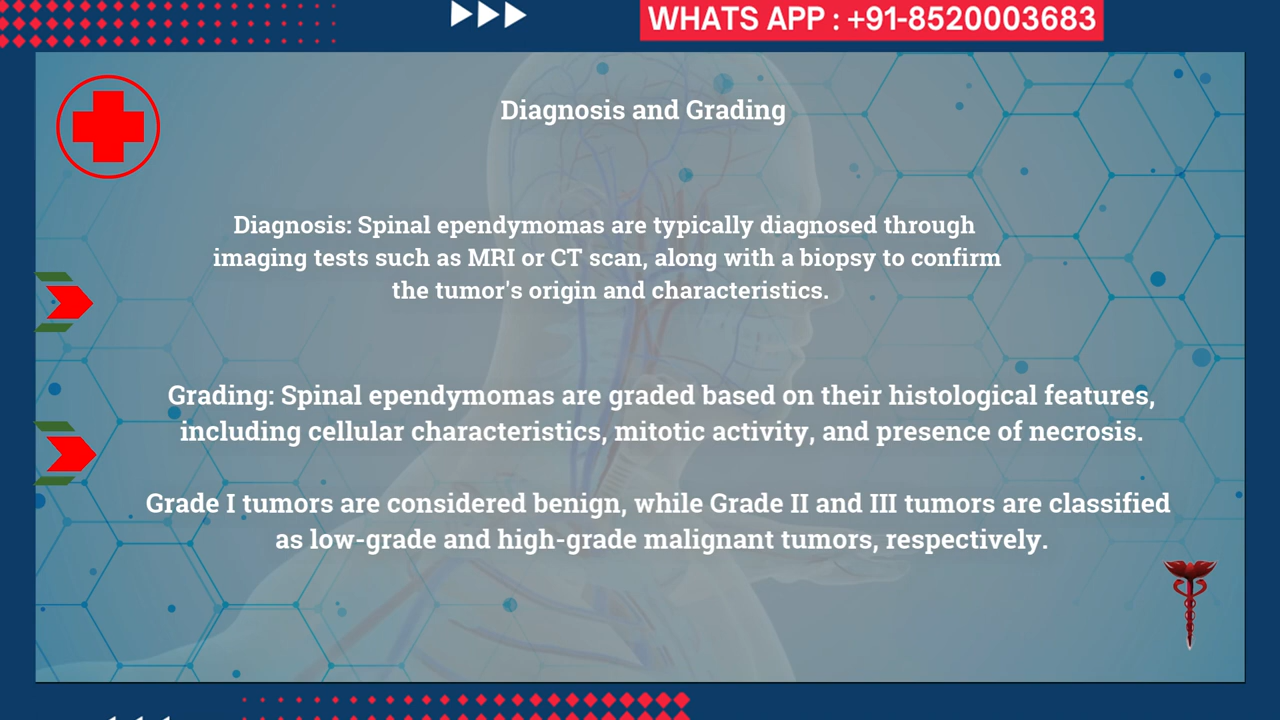 WHATS APP : +91-8520003683
Diagnosis and Grading
Diagnosis: Spinal ependymomas are typically diagnosed through
imaging tests such as MRI or CT scan, along with a biopsy to confirm
the tumor's origin and characteristics.
Grading: Spinal ependymomas are graded based on their histological features,
including cellular characteristics, mitotic activity, and presence of necrosis.
Grade I tumors are considered benign, while Grade II and III tumors are classified
as low-grade and high-grade malignant tumors, respectively.